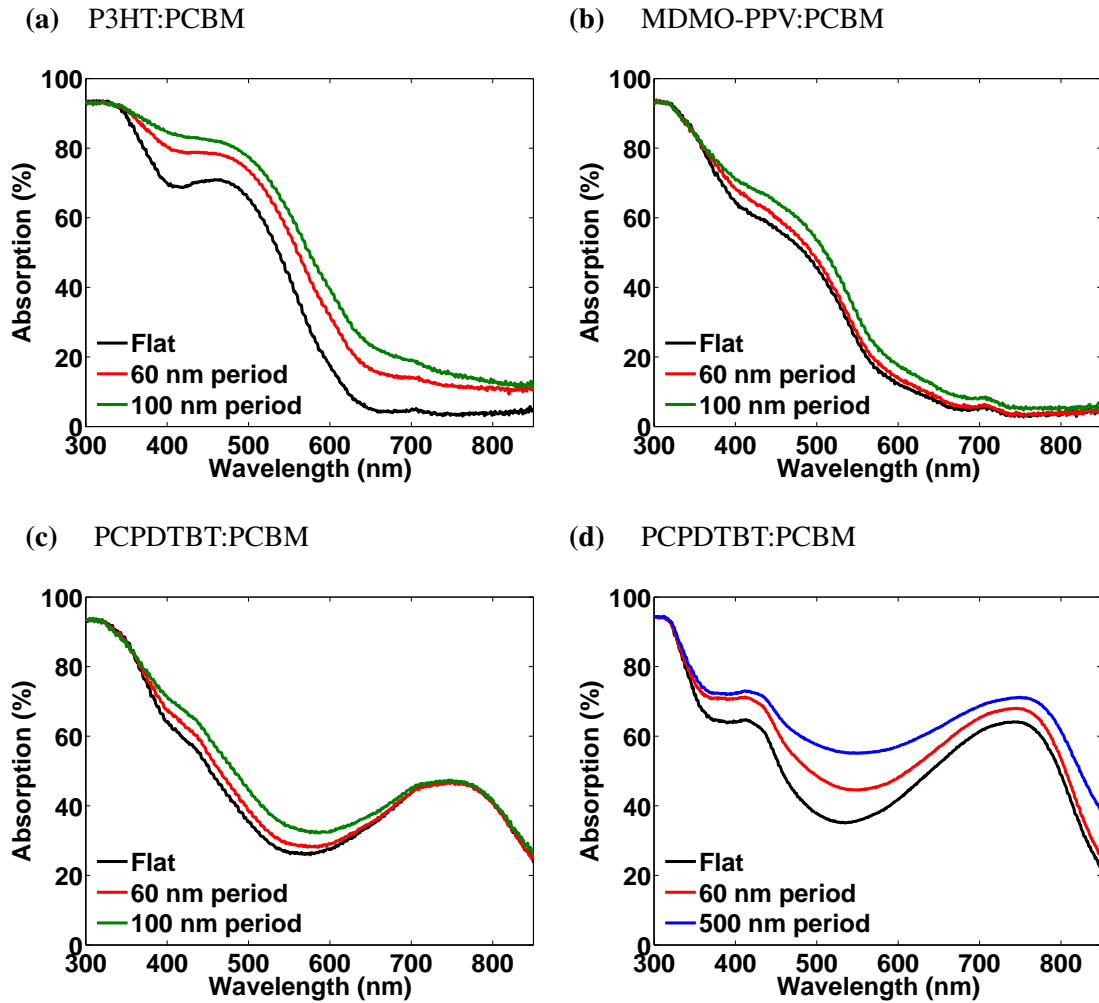 (a) P3HT:PCBM
100
80
60
40
20
0
300 400 500 600 700 800
Absorption (%)
Wavelength (nm)
Flat
60 nm period
100 nm period
(b) MDMO-PPV:PCBM
100
80
60
40
20
0
300 400 500 600 700 800
Absorption (%)
Wavelength (nm)
Flat
60 nm period
100 nm period
(c) PCPDTBT:PCBM
100
80
60
40
20
0
300 400 500 600 700 800
Absorption (%)
Wavelength (nm)
Flat
60 nm period
100 nm period
(d) PCPDTBT:PCBM
100
80
60
40
20
0
300 400 500 600 700 800
Absorption (%)
Wavelength (nm)
Flat
60 nm period
500 nm period